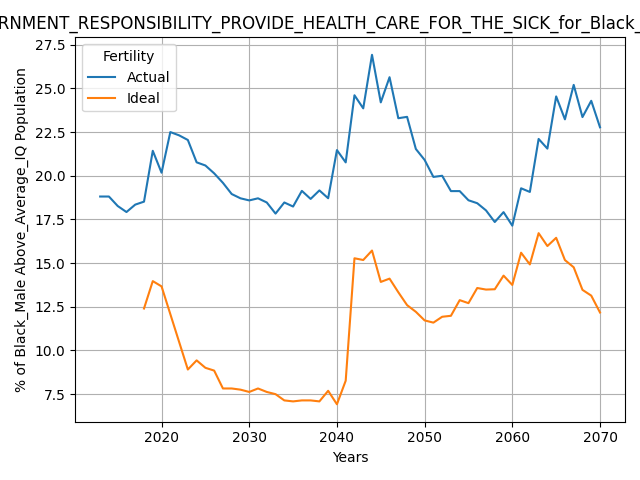 RNMENT_RESPONSIBILITY_PROVIDE_HEALTH_CARE_FOR_THE_SICK_for_Black_
Fertility
Actual
Ideal
% of Black_Male Above_Average_IQ Population
27.5
25.0
22.5
20.0
17.5
15.0
12.5
10.0
7.5
2020 2030 2040 2050 2060 2070
Years